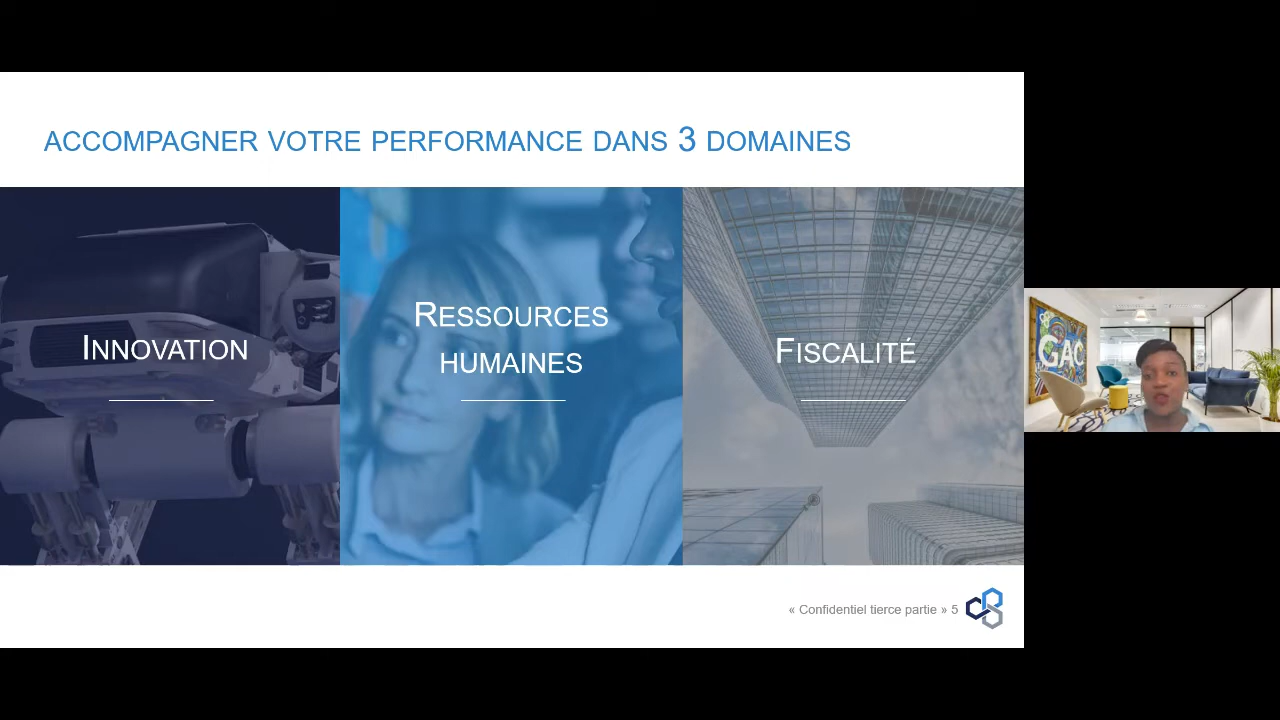 ACCOMPAGNER VOTRE PERFORMANCE DANS 3 DOMAINES
INNOVATION
RESSOURCES
HUMAINES
FISCALITÉ
GAC
« Confidentiel tierce partie » 5